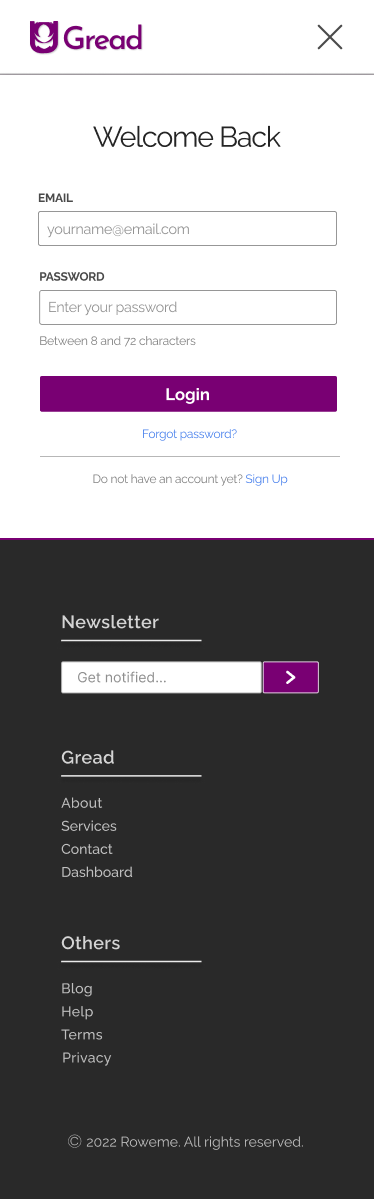 Gread
Welcome Back
EMAIL
yourname@email.com
PASSWORD
Enter your password
Between 8 and 72 characters
Login
Forgot password?
Do not have an account yet? Sign Up
Newsletter
Get notified...
Gread
About
Services
Contact
Dashboard
Others
Blog
Help
Terms
Privacy
© 2022 Roweme. All rights reserved.